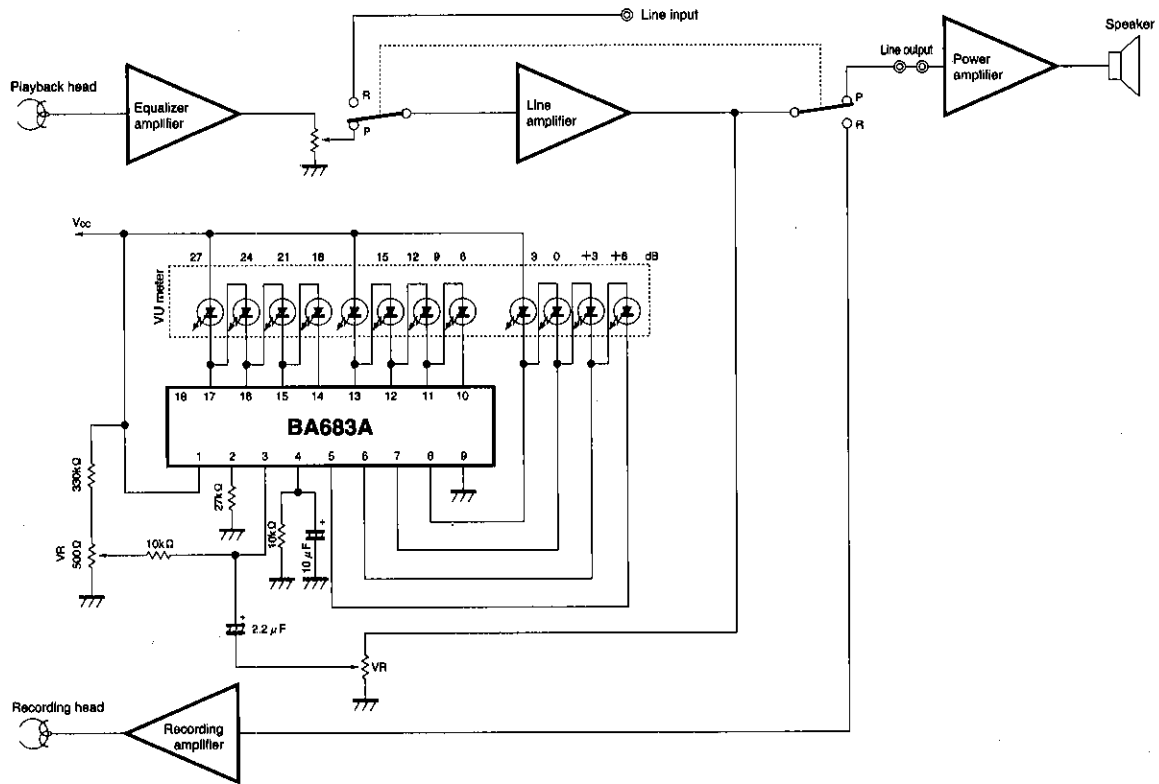 Line input
Speaker
Line output
Power amplifier
Playback head
Equalizer amplifier
R
P
Line amplifier
P
R
Vcc
27 24 21 18 15 12 9 6 3 0 +3 +6 dB
VU meter
18 17 16 15 14 13 12 11 10
BA683A
1 2 3 4 5 6 7 8 9
330kΩ
27kΩ
10kΩ
VR 500Ω
10kΩ
10μF
+
+
2.2μF
VR
Recording head
Recording amplifier